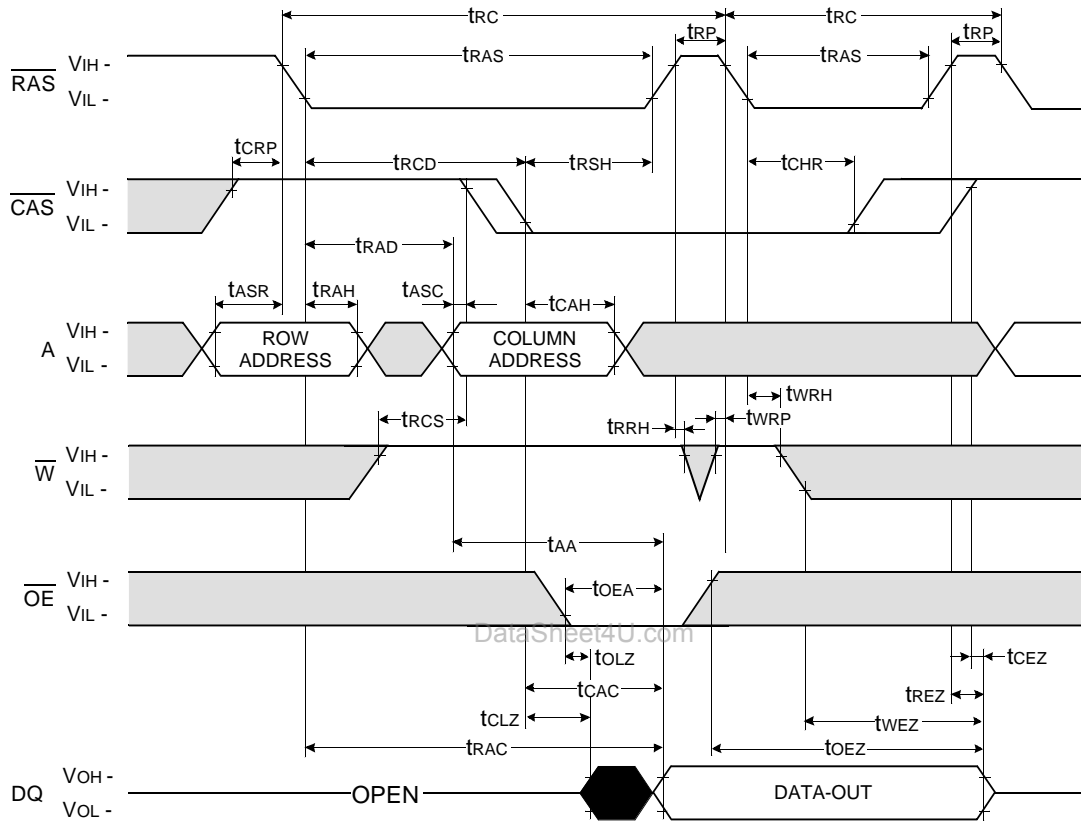 tRC tRC
tRP tRP
RAS VIH - tRAS tRAS
VIL -
tCRP tRCD tRSH tCHR
CAS VIH -
VIL -
tRAD
tASR tRAH tASC tCAH
A VIH - ROW ADDRESS COLUMN ADDRESS
VIL -
tWRH
tRCS tRRH tWRP
W VIH -
VIL -
tAA
OE VIH - tOEA
VIL -
DataSheet4U.com
tOLZ tCEZ
tCAC tREZ
tCLZ tWEZ
tRAC tOEZ
DQ VOH - OPEN DATA-OUT
VOL -